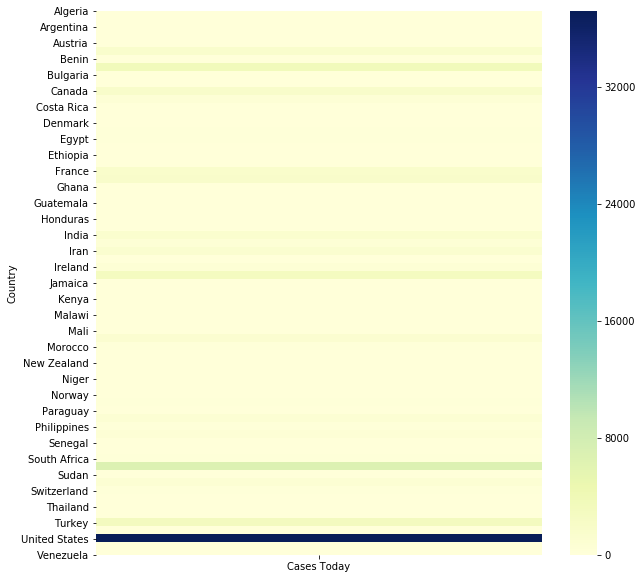 Algeria
Argentina
Austria
Benin
Bulgaria
Canada
Costa Rica
Denmark
Egypt
Ethiopia
France
Ghana
Guatemala
Honduras
India
Iran
Ireland
Jamaica
Kenya
Malawi
Mali
Morocco
New Zealand
Niger
Norway
Paraguay
Philippines
Senegal
South Africa
Sudan
Switzerland
Thailand
Turkey
United States
Venezuela
Country
Cases Today
32000
24000
16000
8000
0